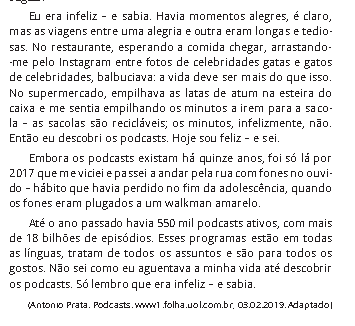 Eu era infeliz – e sabia. Havia momentos alegres, é claro,
mas as viagens entre uma alegria e outra eram longas e tedio-
sas. No restaurante, esperando a comida chegar, arrastando-
-me pelo Instagram entre fotos de celebridades gatas e gatos
de celebridades, balbuciava: a vida deve ser mais do que isso.
No supermercado, empilhava as latas de atum na esteira do
caixa e me sentia empilhando os minutos a irem para a saco-
la – as sacolas são recicláveis; os minutos, infelizmente, não.
Então eu descobri os podcasts. Hoje sou feliz – e sei.
Embora os podcasts existam há quinze anos, foi só lá por
2017 que me viciei e passei a andar pela rua com fones no ouvi-
do – hábito que havia perdido no fim da adolescência, quando
os fones eram plugados a um walkman amarelo.
Até o ano passado havia 550 mil podcasts ativos, com mais
de 18 bilhões de episódios. Esses programas estão em todas
as línguas, tratam de todos os assuntos e são para todos os
gostos. Não sei como eu aguentava a minha vida até descobrir
os podcasts. Só lembro que era infeliz – e sabia.
(Antonio Prata. Podcasts. www1.folha.uol.com.br, 03.02.2019. Adaptado)